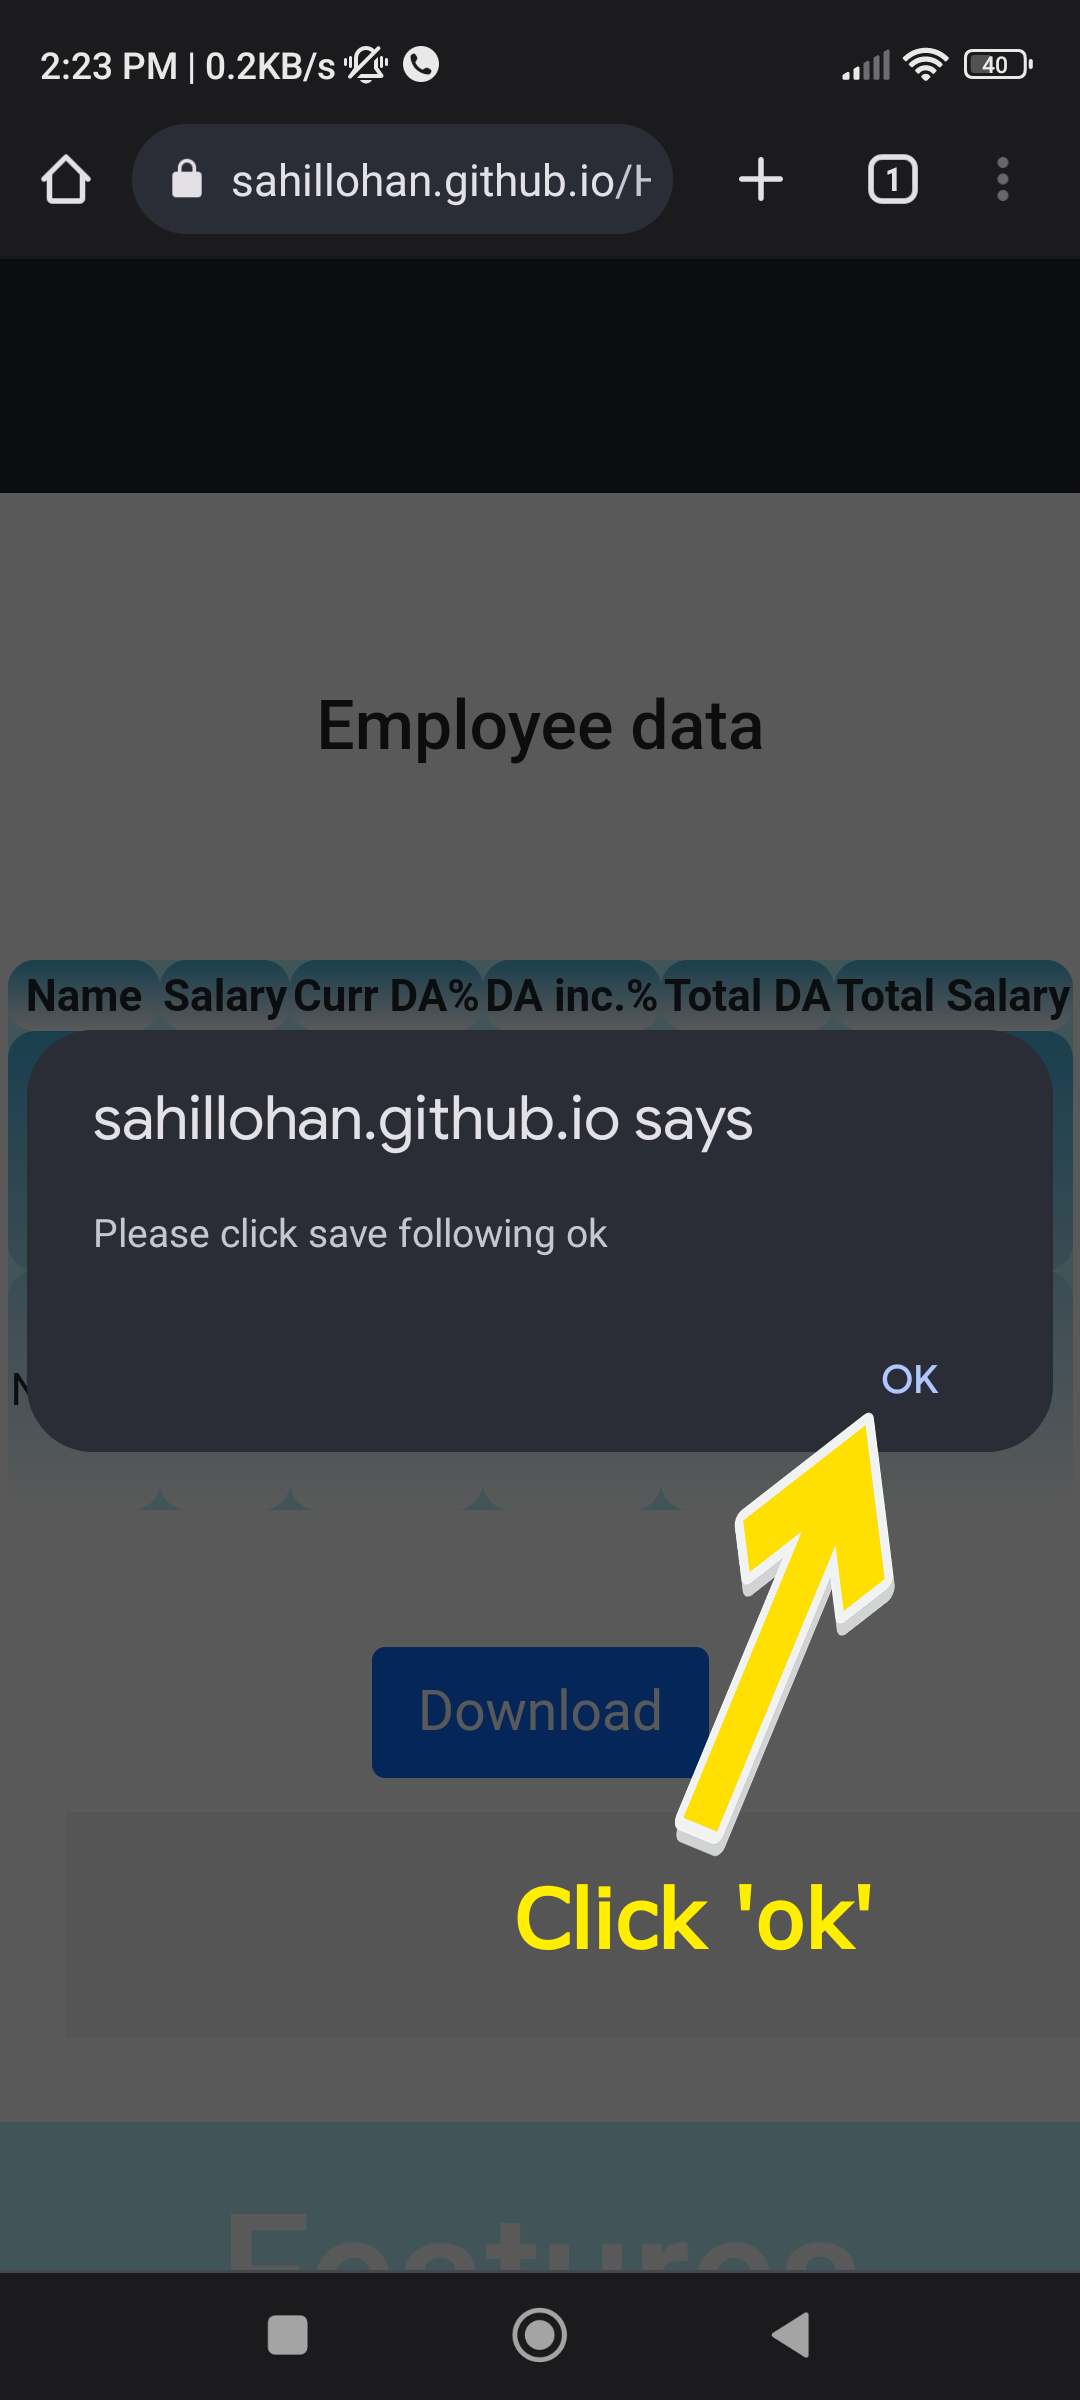 2:23 PM | 0.2KB/s 40
sahillohan.github.io/H
1
Employee data
Name Salary Curr DA% DA inc.% Total DA Total Salary
sahillohan.github.io says
Please click save following ok
N
OK
Download
Click 'ok'
Features